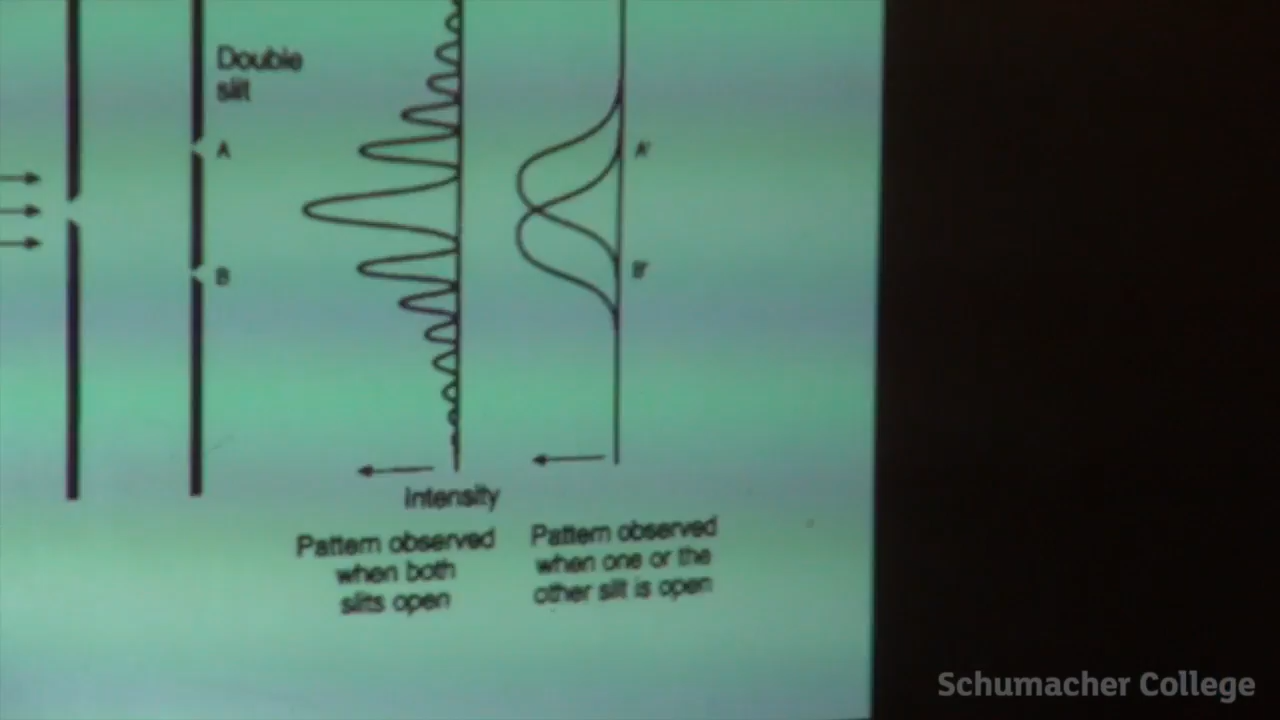 Double
slit
A
A'
B
B'
Intensity
Pattern observed
when both
slits open
Pattern observed
when one or the
other slit is open
Schumacher College